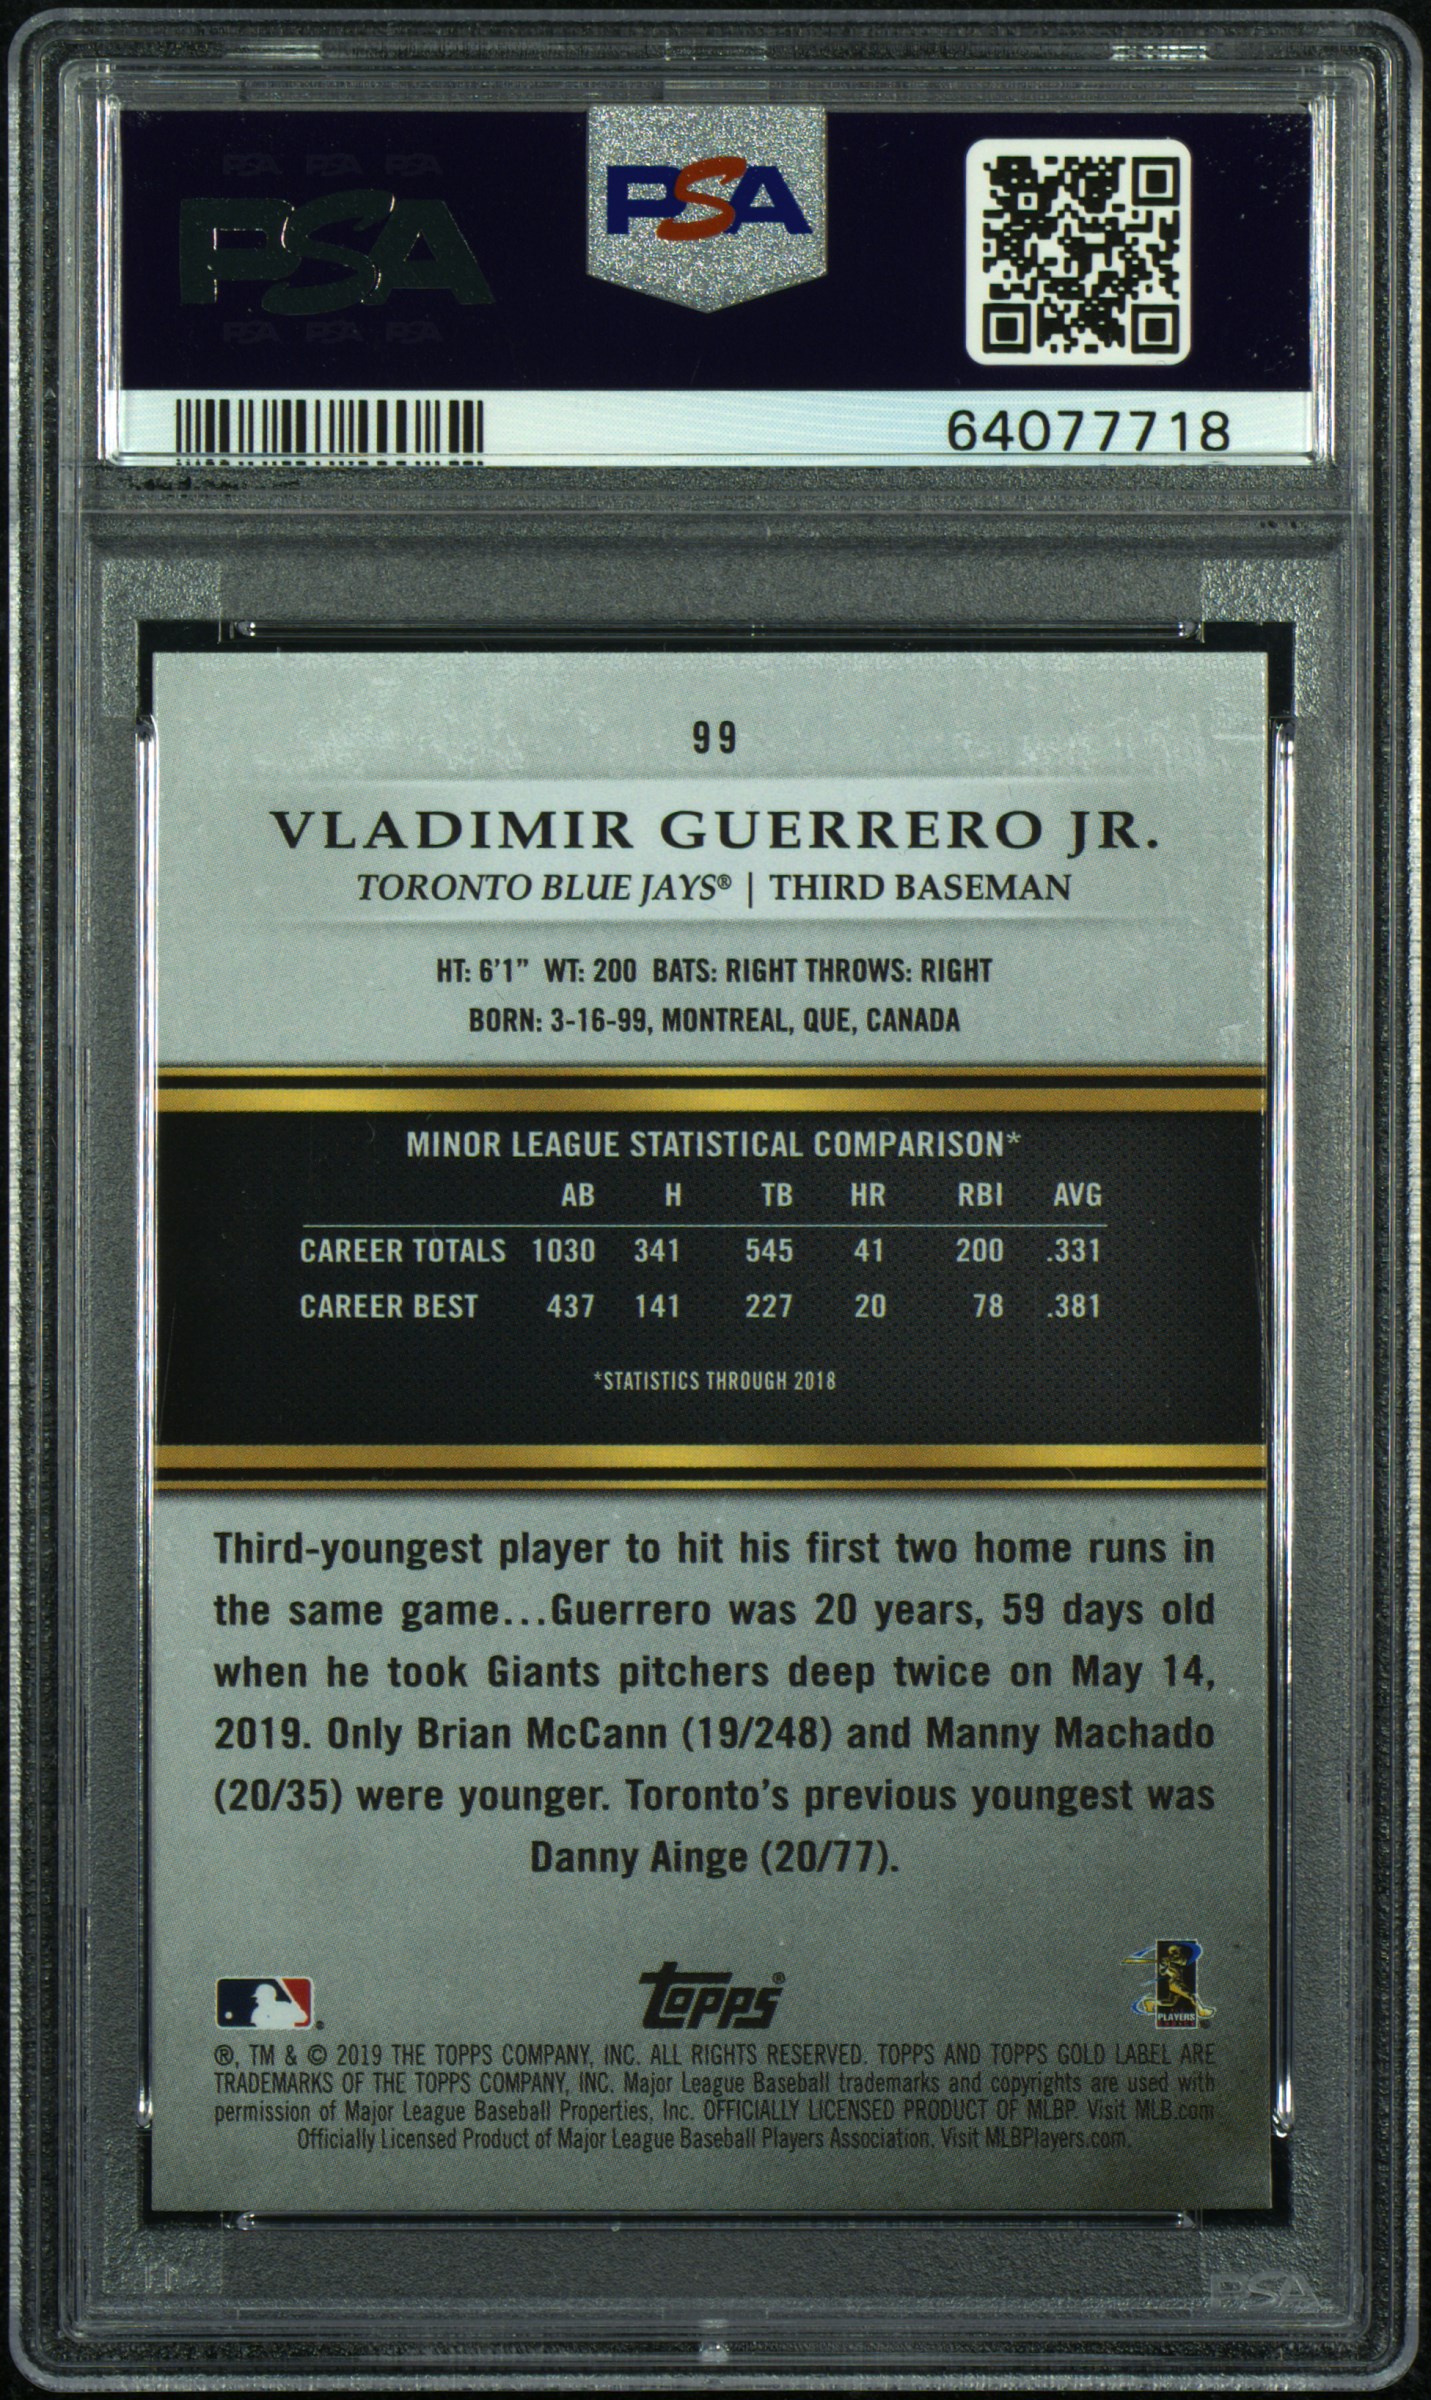 PSA PSA PSA
PSA
PSA PSA PSA
PSA
64077718
99
VLADIMIR GUERRERO JR.
TORONTO BLUE JAYS® | THIRD BASEMAN
HT: 6'1" WT: 200 BATS: RIGHT THROWS: RIGHT
BORN: 3-16-99, MONTREAL, QUE, CANADA
MINOR LEAGUE STATISTICAL COMPARISON*
AB H TB HR RBI AVG
CAREER TOTALS 1030 341 545 41 200 .331
CAREER BEST 437 141 227 20 78 .381
*STATISTICS THROUGH 2018
Third-youngest player to hit his first two home runs in
the same game...Guerrero was 20 years, 59 days old
when he took Giants pitchers deep twice on May 14,
2019. Only Brian McCann (19/248) and Manny Machado
(20/35) were younger. Toronto's previous youngest was
Danny Ainge (20/77).
topps®
PLAYERS
®, TM & © 2019 THE TOPPS COMPANY, INC. ALL RIGHTS RESERVED. TOPPS AND TOPPS GOLD LABEL ARE
TRADEMARKS OF THE TOPPS COMPANY, INC. Major League Baseball trademarks and copyrights are used with
permission of Major League Baseball Properties, Inc. OFFICIALLY LICENSED PRODUCT OF MLBP. Visit MLB.com
Officially Licensed Product of Major League Baseball Players Association. Visit MLBPlayers.com.
PSA